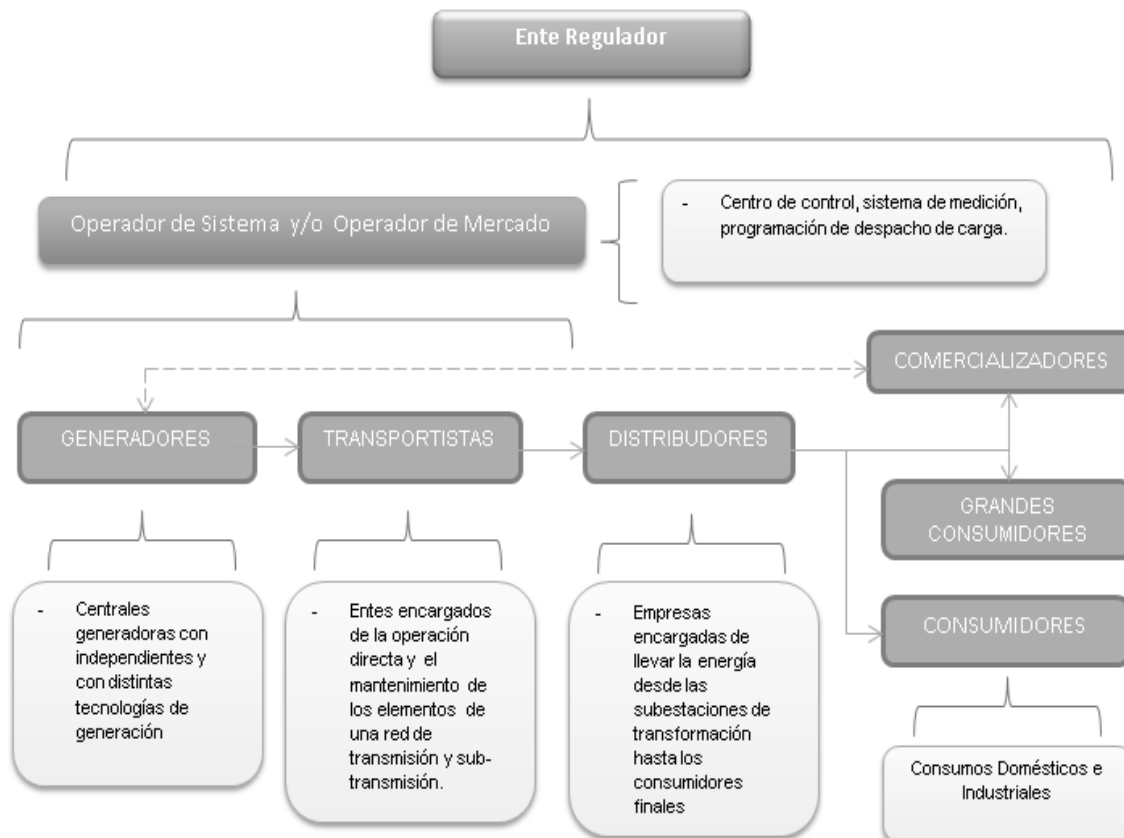 Ente Regulador
Operador de Sistema y/o Operador de Mercado
- Centro de control, sistema de medición,
programación de despacho de carga.
COMERCIALIZADORES
GENERADORES
TRANSPORTISTAS
DISTRIBUDORES
GRANDES
CONSUMIDORES
CONSUMIDORES
- Centrales
generadoras con
independientes y
con distintas
tecnologías de
generación
- Entes encargados
de la operación
directa y el
mantenimiento de
los elementos de
una red de
transmisión y sub-
transmisión.
- Empresas
encargadas de
llevar la energía
desde las
subestaciones de
transformación
hasta los
consumidores
finales
Consumos Domésticos e
Industriales